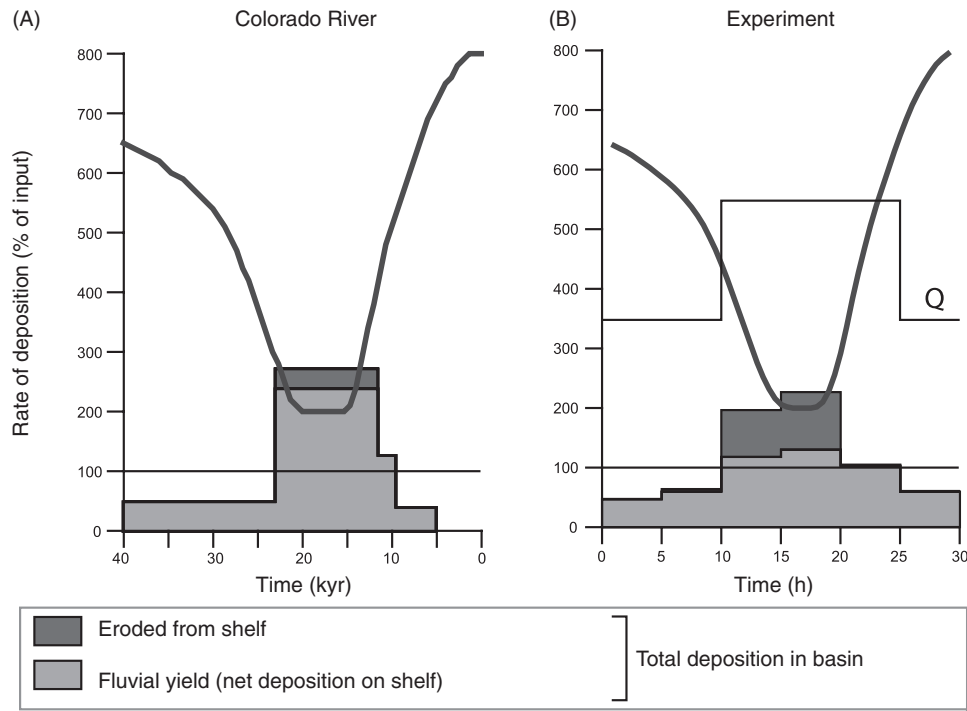 (A)
Colorado River
(B)
Experiment
Rate of deposition (% of input)
800
700
600
500
400
300
200
100
0
40
30
20
10
0
Time (kyr)
800
700
600
500
400
300
200
100
0
Q
0
5
10
15
20
25
30
Time (h)
Eroded from shelf
Fluvial yield (net deposition on shelf)
Total deposition in basin